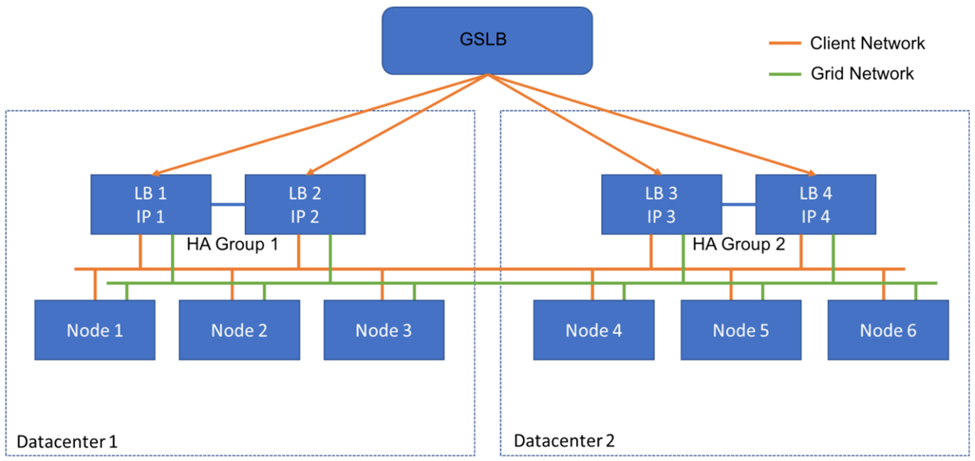 GSLB
Client Network
Grid Network
LB 1
IP 1
LB 2
IP 2
LB 3
IP 3
LB 4
IP 4
HA Group 1
HA Group 2
Node 1
Node 2
Node 3
Node 4
Node 5
Node 6
Datacenter 1
Datacenter 2